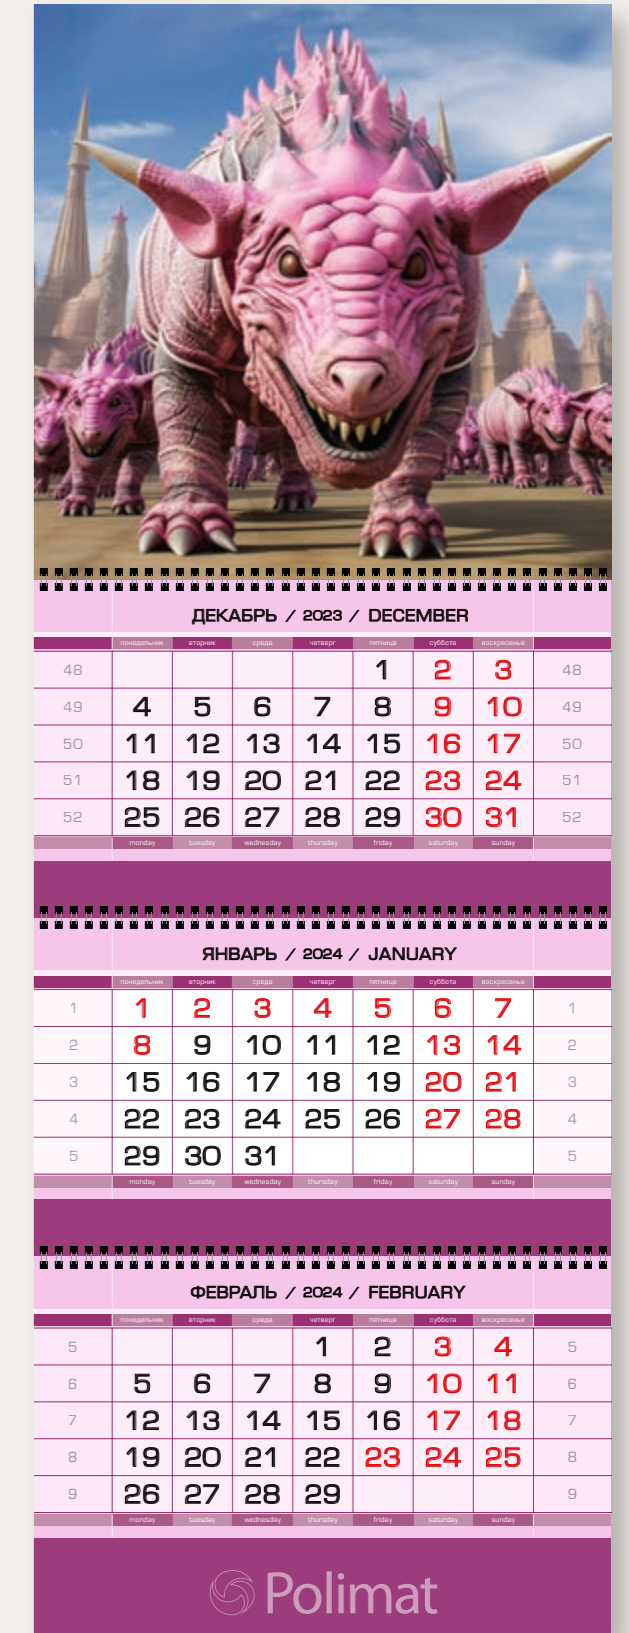 ДЕКАБРЬ / 2023 / DECEMBER
понедельник вторник среда четверг пятница суббота воскресенье
48 1 2 3 48
49 4 5 6 7 8 9 10 49
50 11 12 13 14 15 16 17 50
51 18 19 20 21 22 23 24 51
52 25 26 27 28 29 30 31 52
monday tuesday wednesday thursday friday saturday sunday
ЯНВАРЬ / 2024 / JANUARY
понедельник вторник среда четверг пятница суббота воскресенье
1 1 2 3 4 5 6 7 1
2 8 9 10 11 12 13 14 2
3 15 16 17 18 19 20 21 3
4 22 23 24 25 26 27 28 4
5 29 30 31 5
monday tuesday wednesday thursday friday saturday sunday
ФЕВРАЛЬ / 2024 / FEBRUARY
понедельник вторник среда четверг пятница суббота воскресенье
5 1 2 3 4 5
6 5 6 7 8 9 10 11 6
7 12 13 14 15 16 17 18 7
8 19 20 21 22 23 24 25 8
9 26 27 28 29 9
monday tuesday wednesday thursday friday saturday sunday
Polimat